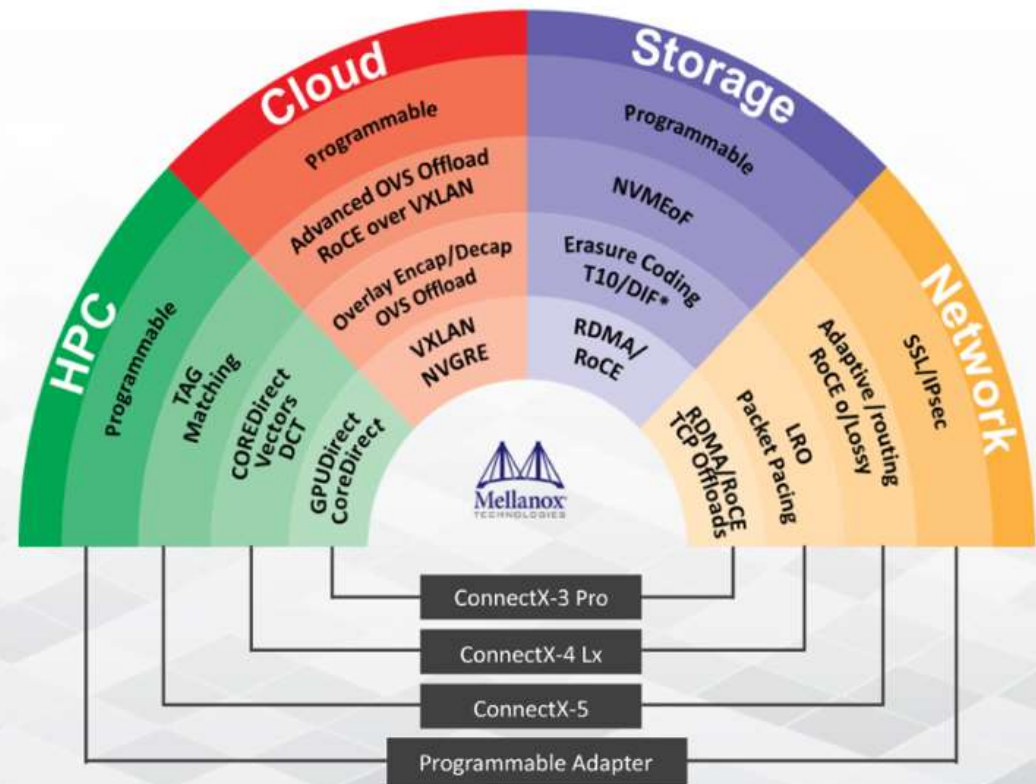 HPC
Programmable
TAG
Matching
COREDirect
Vectors
DCT
GPUDirect
CoreDirect
Cloud
Programmable
Advanced OVS Offload
RoCE over VXLAN
Overlay Encap/Decap
OVS Offload
VXLAN
NVGRE
Storage
Programmable
NVMEoF
Erasure Coding
T10/DIF*
RDMA/
RoCE
Network
SSL/IPsec
Adaptive /routing
RoCE o/Lossy
LRO
Packet Pacing
RDMA/RoCE
TCP Offloads
Mellanox
TECHNOLOGIES
ConnectX-3 Pro
ConnectX-4 Lx
ConnectX-5
Programmable Adapter